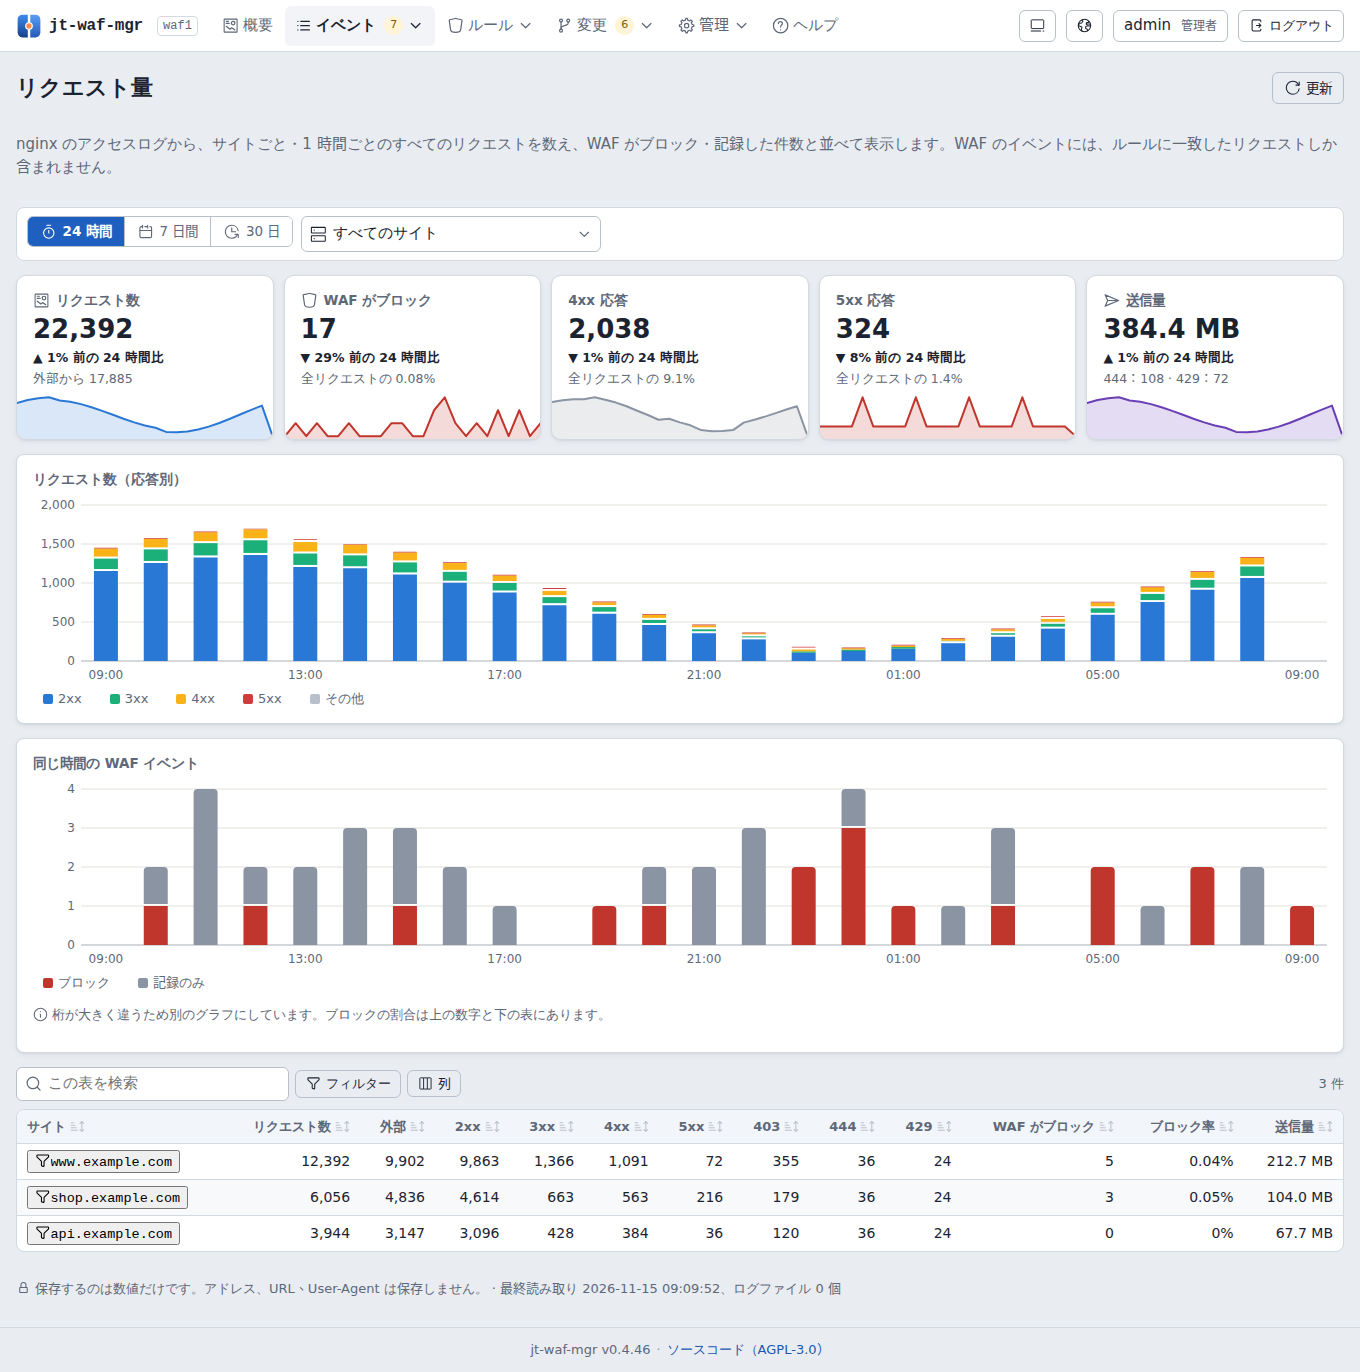 jt-waf-mgr waf1 概要 イベント 7 ルール 変更 6 管理 ヘルプ admin 管理者 ログアウト
リクエスト量 更新
nginx のアクセスログから、サイトごと・1 時間ごとのすべてのリクエストを数え、WAF がブロック・記録した件数と並べて表示します。WAF のイベントには、ルールに一致したリクエストしか
含まれません。
24 時間 7 日間 30 日 すべてのサイト
リクエスト数 WAF がブロック 4xx 応答 5xx 応答 送信量
22,392 17 2,038 324 384.4 MB
▲ 1% 前の 24 時間比 ▼ 29% 前の 24 時間比 ▼ 1% 前の 24 時間比 ▼ 8% 前の 24 時間比 ▲ 1% 前の 24 時間比
外部から 17,885 全リクエストの 0.08% 全リクエストの 9.1% 全リクエストの 1.4% 444：108 · 429：72
リクエスト数（応答別）
2,000
1,500
1,000
500
0
09:00 13:00 17:00 21:00 01:00 05:00 09:00
2xx 3xx 4xx 5xx その他
同じ時間の WAF イベント
4
3
2
1
0
09:00 13:00 17:00 21:00 01:00 05:00 09:00
ブロック 記録のみ
桁が大きく違うため別のグラフにしています。ブロックの割合は上の数字と下の表にあります。
この表を検索 フィルター 列 3 件
サイト リクエスト数 外部 2xx 3xx 4xx 5xx 403 444 429 WAF がブロック ブロック率 送信量
www.example.com 12,392 9,902 9,863 1,366 1,091 72 355 36 24 5 0.04% 212.7 MB
shop.example.com 6,056 4,836 4,614 663 563 216 179 36 24 3 0.05% 104.0 MB
api.example.com 3,944 3,147 3,096 428 384 36 120 36 24 0 0% 67.7 MB
保存するのは数値だけです。アドレス、URL、User-Agent は保存しません。 · 最終読み取り 2026-11-15 09:09:52、ログファイル 0 個
jt-waf-mgr v0.4.46 · ソースコード（AGPL-3.0）